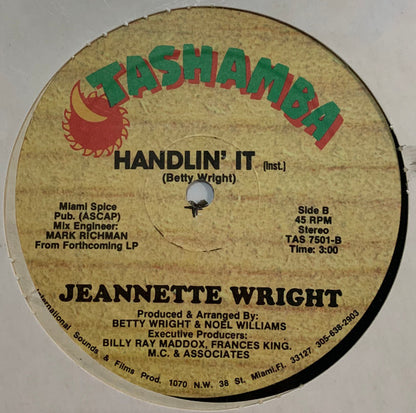 TASHAMBA
HANDLIN' IT (Inst.)
(Betty Wright)
Miami Spice
Pub. (ASCAP)
Mix Engineer:
MARK RICHMAN
From Forthcoming LP
Side B
45 RPM
Stereo
TAS 7501-B
Time: 3:00
JEANNETTE WRIGHT
Produced & Arranged By:
BETTY WRIGHT & NOEL WILLIAMS
Executive Producers:
BILLY RAY MADDOX, FRANCES KING.
M.C. & ASSOCIATES
International Sounds & Films Prod. 1070 N.W. 38 St. Miami,Fl. 33127 305-638-2903